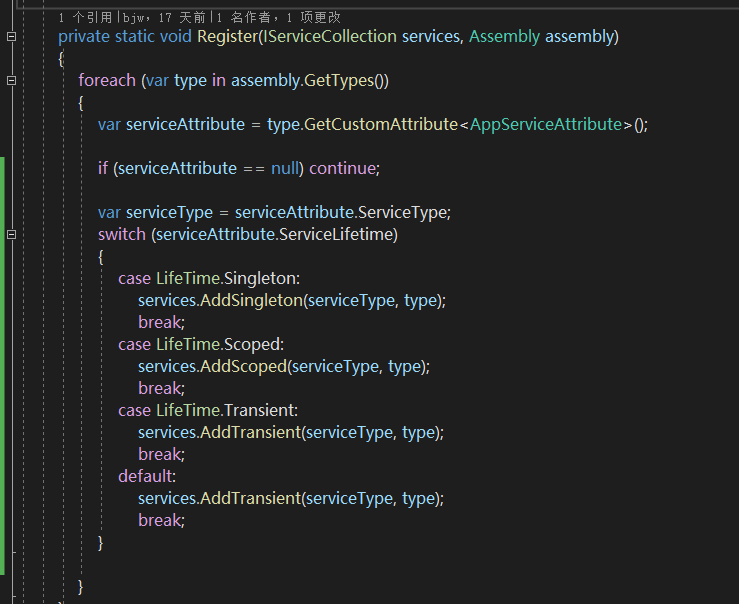 1 个引用|bjw，17 天前|1 名作者，1 项更改
private static void Register(IServiceCollection services, Assembly assembly)
{
foreach (var type in assembly.GetTypes())
{
var serviceAttribute = type.GetCustomAttribute<AppServiceAttribute>();
if (serviceAttribute == null) continue;
var serviceType = serviceAttribute.ServiceType;
switch (serviceAttribute.ServiceLifetime)
{
case LifeTime.Singleton:
services.AddSingleton(serviceType, type);
break;
case LifeTime.Scoped:
services.AddScoped(serviceType, type);
break;
case LifeTime.Transient:
services.AddTransient(serviceType, type);
break;
default:
services.AddTransient(serviceType, type);
break;
}
}